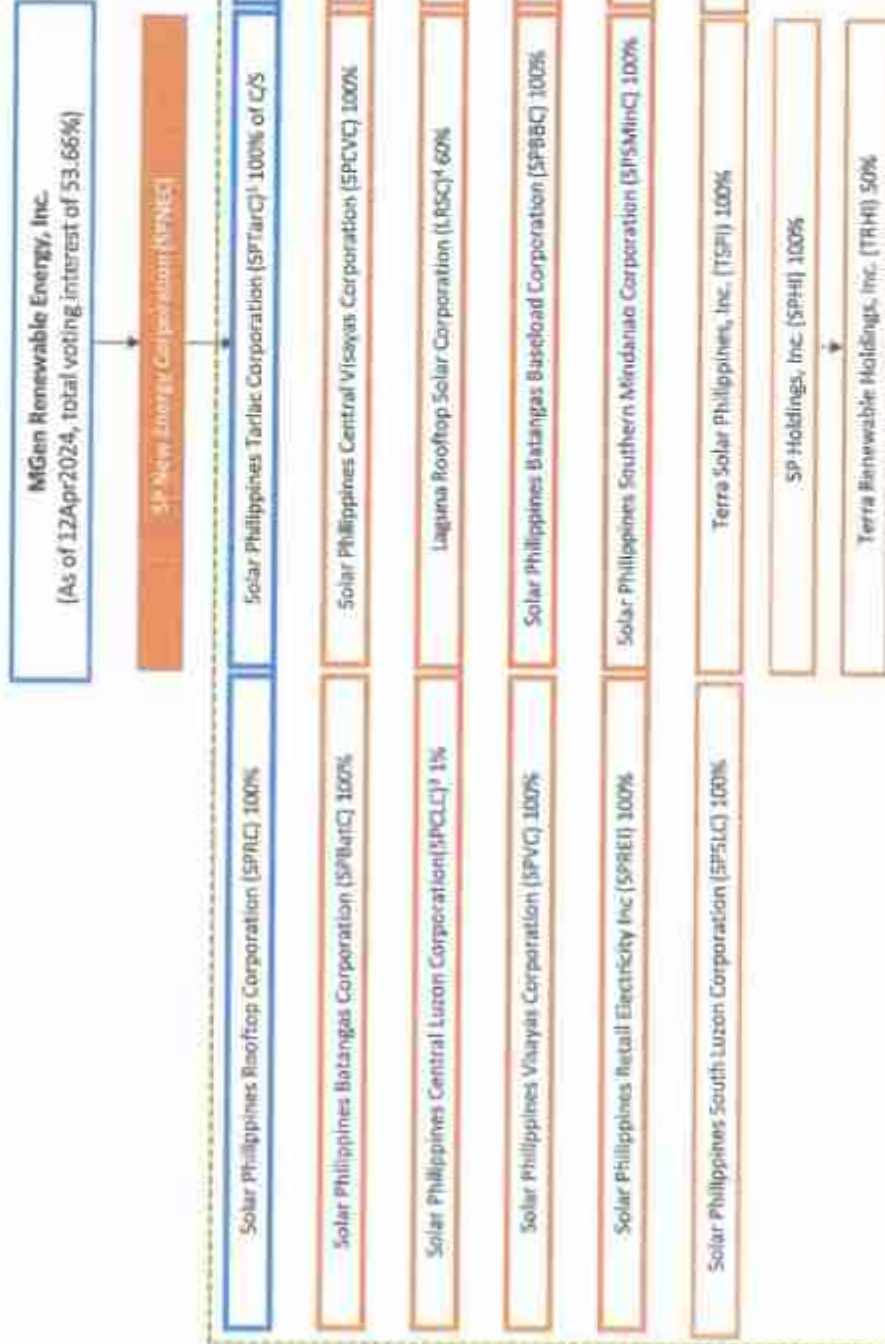 MGen Renewable Energy, Inc.
(As of 12Apr2024, total voting interest of 53.66%)
SP New Energy Corporation (SPNEC)
Solar Philippines Rooftop Corporation (SPRC) 100%
Solar Philippines Tarlac Corporation (SPTarC)¹ 100% of C/S
Solar Philippines Batangas Corporation (SPBatC) 100%
Solar Philippines Central Visayas Corporation (SPCVC) 100%
Solar Philippines Central Luzon Corporation(SPCLC)³ 1%
Laguna Rooftop Solar Corporation (LRSC)⁴ 60%
Solar Philippines Visayas Corporation (SPVC) 100%
Solar Philippines Batangas Baseload Corporation (SPBBC) 100%
Solar Philippines Retail Electricity Inc (SPREI) 100%
Solar Philippines Southern Mindanao Corporation (SPSMinC) 100%
Solar Philippines South Luzon Corporation (SPSLC) 100%
Terra Solar Philippines, Inc. (TSPI) 100%
SP Holdings, Inc. (SPHI) 100%
Terra Renewable Holdings, Inc. (TRHI) 50%